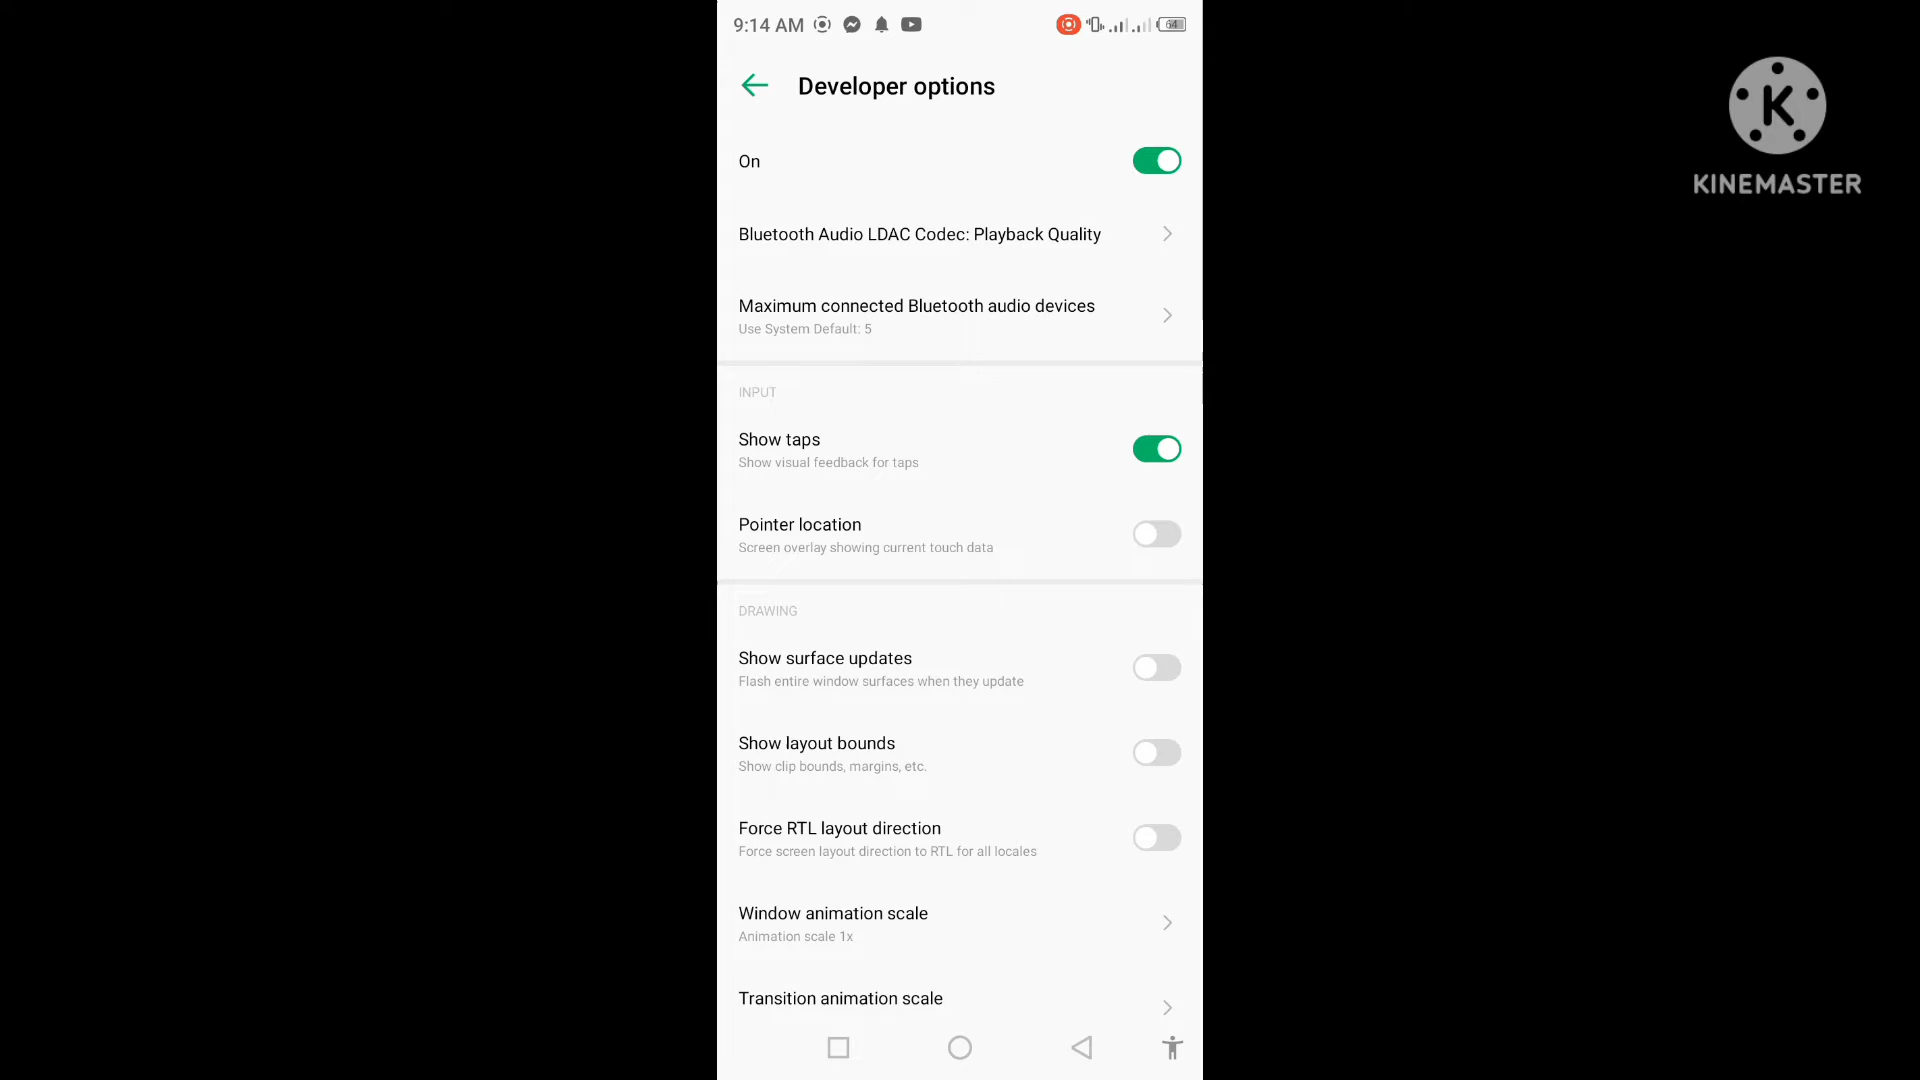 9:14 AM
64
Developer options
On
Bluetooth Audio LDAC Codec: Playback Quality
Maximum connected Bluetooth audio devices
Use System Default: 5
INPUT
Show taps
Show visual feedback for taps
Pointer location
Screen overlay showing current touch data
DRAWING
Show surface updates
Flash entire window surfaces when they update
Show layout bounds
Show clip bounds, margins, etc.
Force RTL layout direction
Force screen layout direction to RTL for all locales
Window animation scale
Animation scale 1x
Transition animation scale
K
KINEMASTER